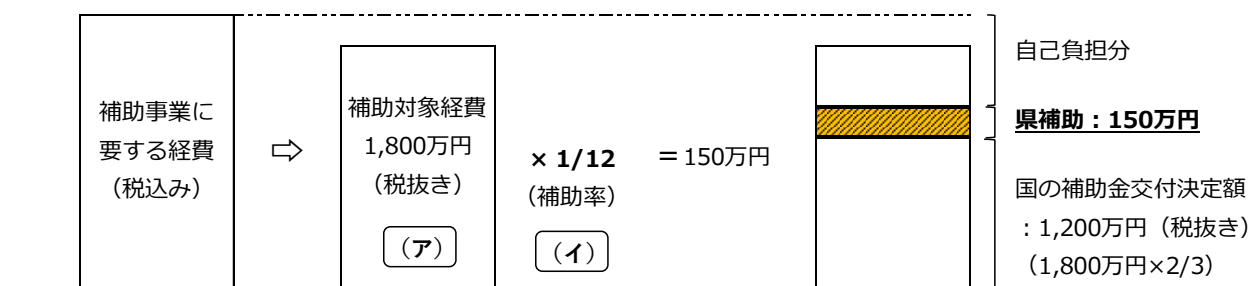 補助事業に
要する経費
（税込み）
⇨
補助対象経費
1,800万円
（税抜き）
（ア）
× 1/12
（補助率）
（イ）
＝150万円
自己負担分
県補助：150万円
国の補助金交付決定額
：1,200万円（税抜き）
（1,800万円×2/3）